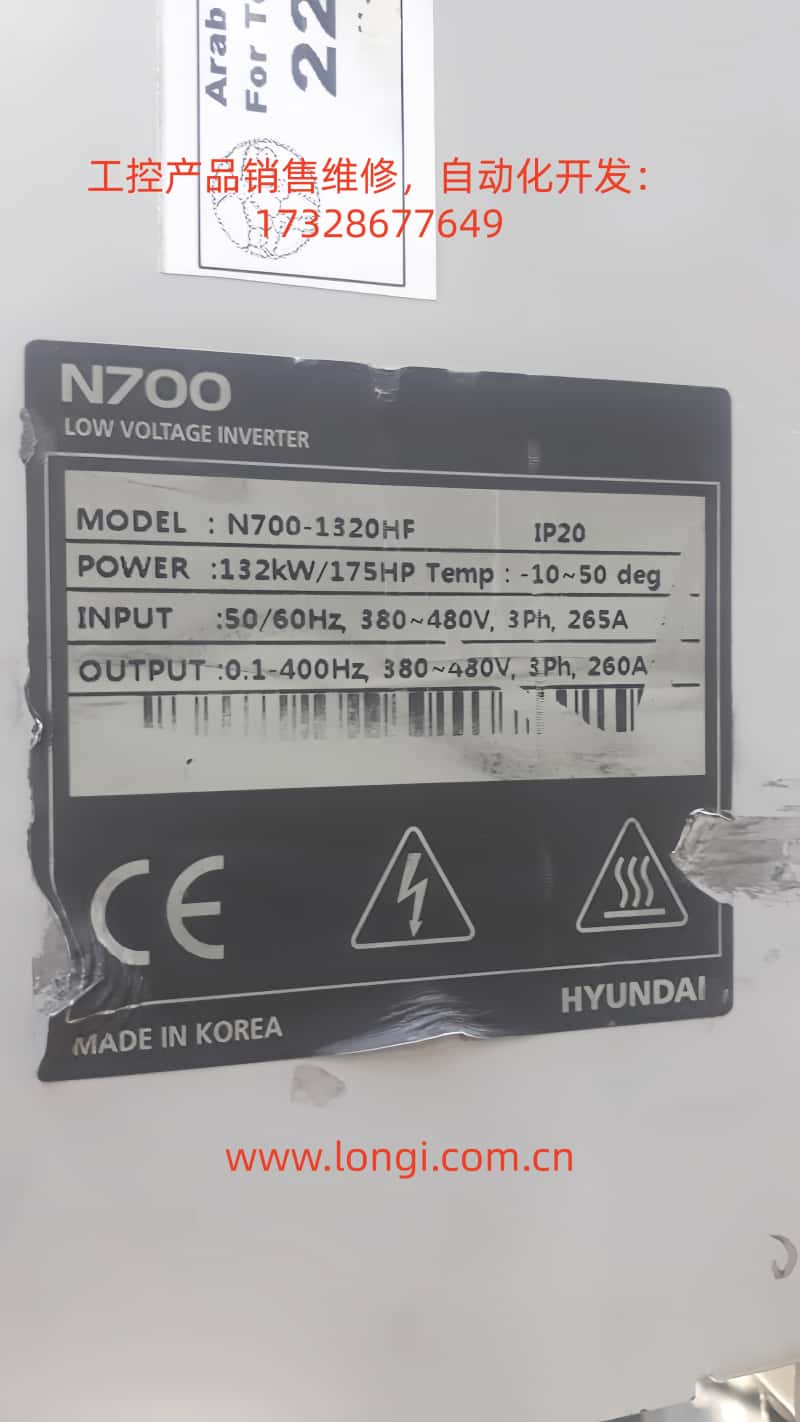 Arab
For T
22
工控产品销售维修，自动化开发：
17328677649
N700
LOW VOLTAGE INVERTER
MODEL : N700-1320HF IP20
POWER :132kW/175HP Temp : -10~50 deg
INPUT :50/60Hz, 380~480V, 3Ph, 265A
OUTPUT :0.1-400Hz, 380~480V, 3Ph, 260A
CE
HYUNDAI
MADE IN KOREA
www.longi.com.cn